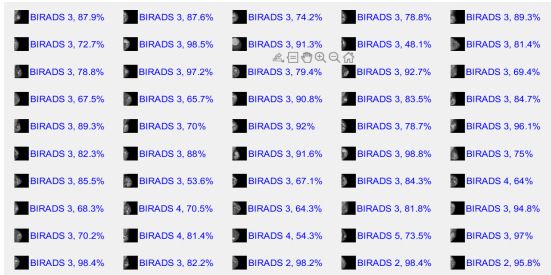 BIRADS 3, 87.9% BIRADS 3, 87.6% BIRADS 3, 74.2% BIRADS 3, 78.8% BIRADS 3, 89.3%
BIRADS 3, 72.7% BIRADS 3, 98.5% BIRADS 3, 91.3% BIRADS 3, 48.1% BIRADS 3, 81.4%
BIRADS 3, 78.8% BIRADS 3, 97.2% BIRADS 3, 79.4% BIRADS 3, 92.7% BIRADS 3, 69.4%
BIRADS 3, 67.5% BIRADS 3, 65.7% BIRADS 3, 90.8% BIRADS 3, 83.5% BIRADS 3, 84.7%
BIRADS 3, 89.3% BIRADS 3, 70% BIRADS 3, 92% BIRADS 3, 78.7% BIRADS 3, 96.1%
BIRADS 3, 82.3% BIRADS 3, 88% BIRADS 3, 91.6% BIRADS 3, 98.8% BIRADS 3, 75%
BIRADS 3, 85.5% BIRADS 3, 53.6% BIRADS 3, 67.1% BIRADS 3, 84.3% BIRADS 4, 64%
BIRADS 3, 68.3% BIRADS 4, 70.5% BIRADS 3, 64.3% BIRADS 3, 81.8% BIRADS 3, 94.8%
BIRADS 3, 70.2% BIRADS 4, 81.4% BIRADS 4, 54.3% BIRADS 5, 73.5% BIRADS 3, 97%
BIRADS 3, 98.4% BIRADS 3, 82.2% BIRADS 2, 98.2% BIRADS 2, 98.4% BIRADS 2, 95.8%